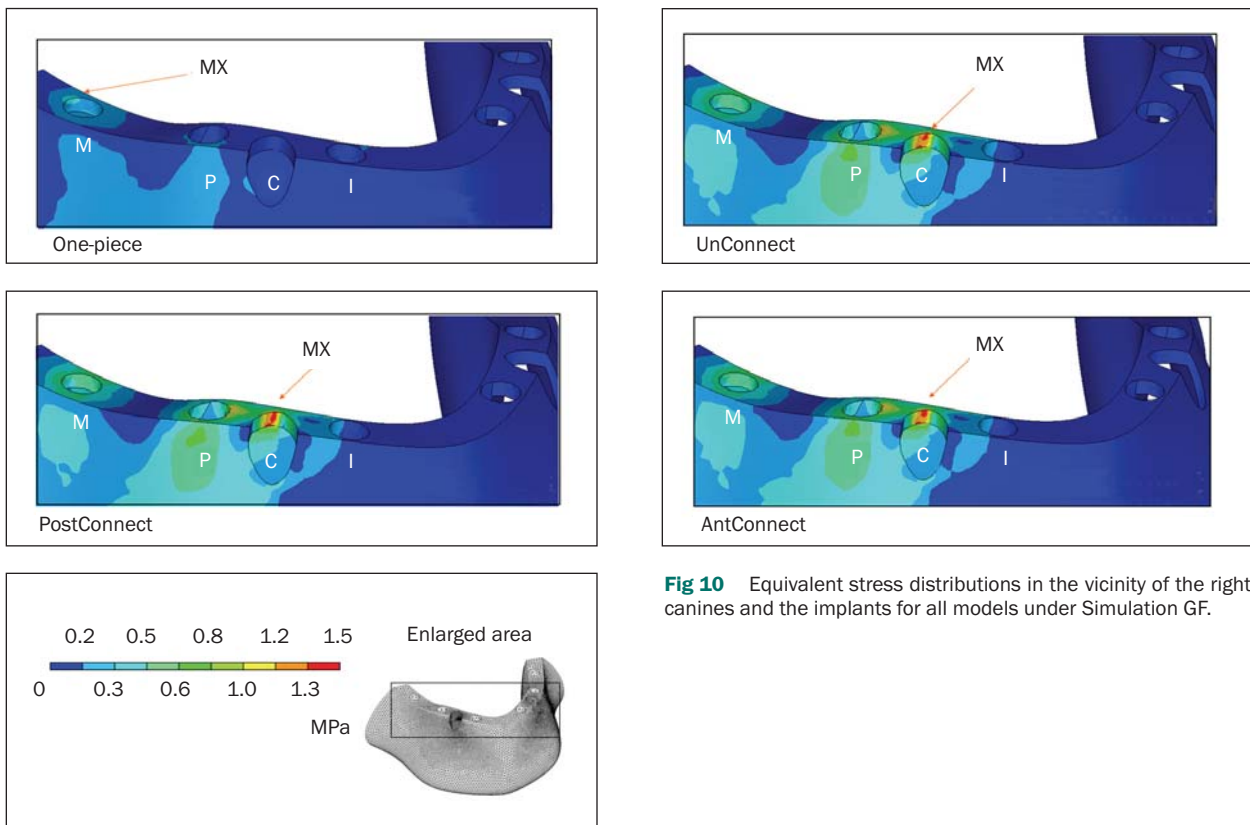 MX
M
P
C
I
One-piece
MX
M
P
C
I
UnConnect
MX
M
P
C
I
PostConnect
MX
M
P
C
I
AntConnect
0.2 0.5 0.8 1.2 1.5
0 0.3 0.6 1.0 1.3
MPa
Enlarged area
Fig 10 Equivalent stress distributions in the vicinity of the right
canines and the implants for all models under Simulation GF.